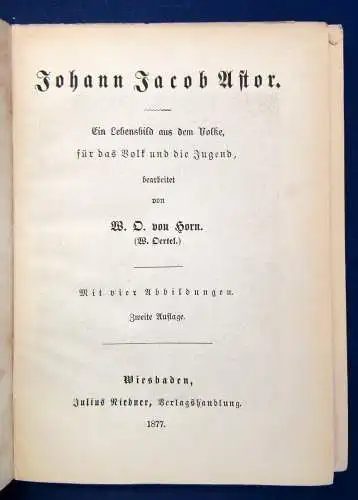 Johann Jacob Astor.
Ein Lebensbild aus dem Volke,
für das Volk und die Jugend,
bearbeitet
von
W. O. von Horn.
(W. Oertel.)
Mit vier Abbildungen.
Zweite Auflage.
Wiesbaden,
Julius Niedner, Verlagshandlung.
1877.